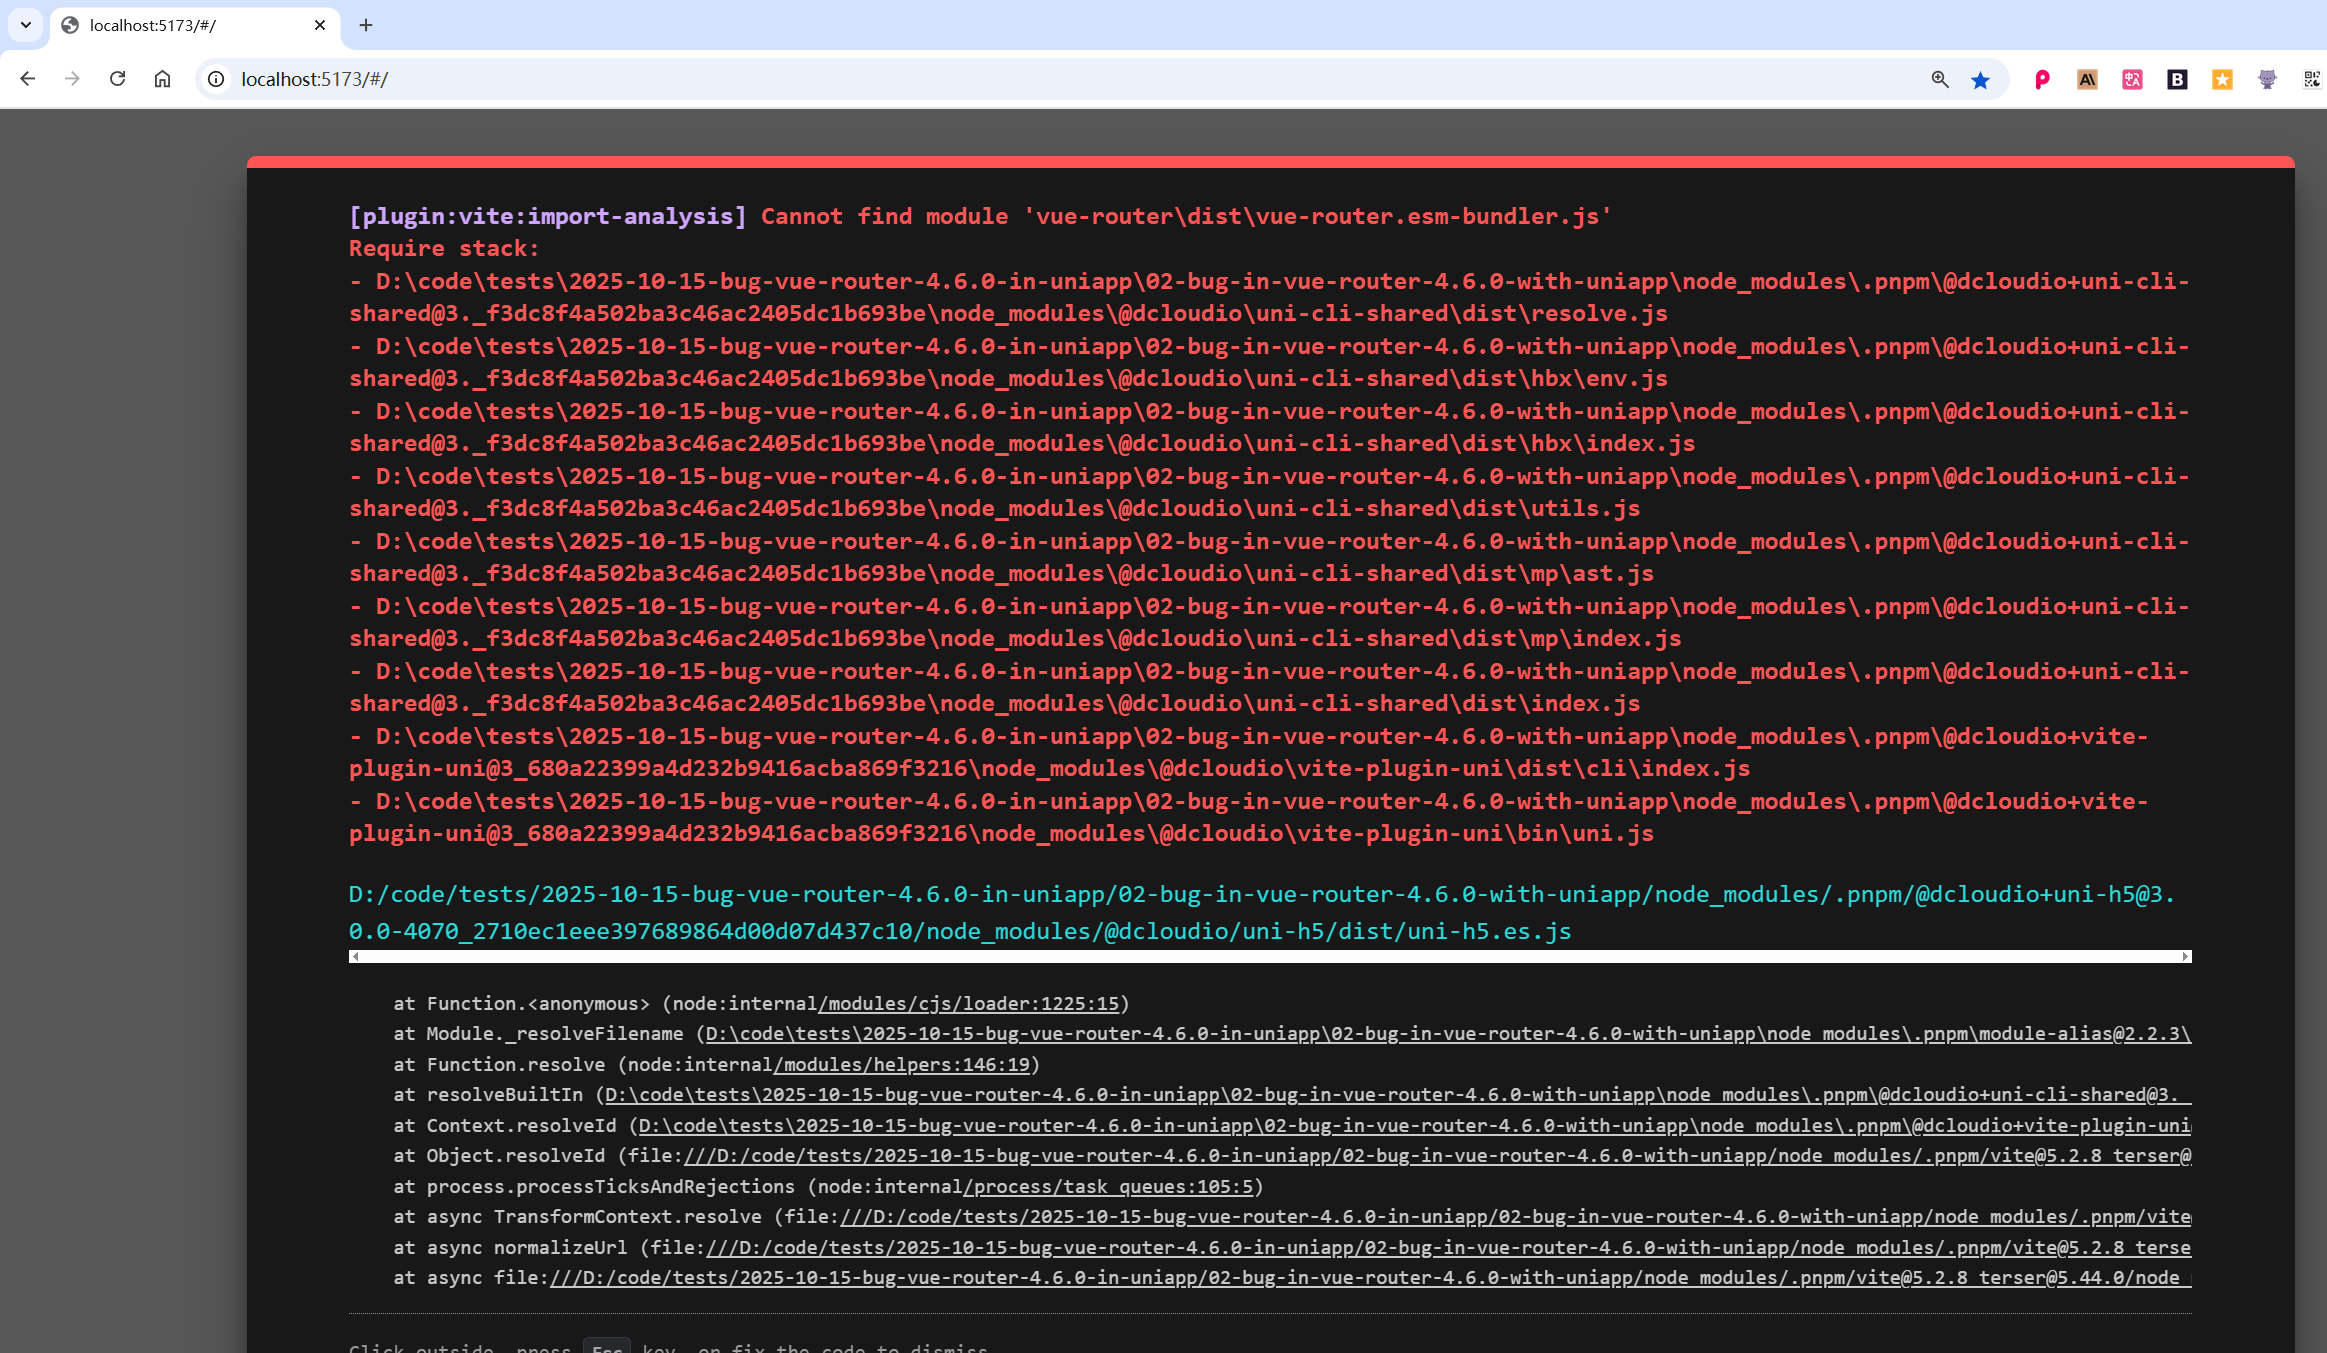 localhost:5173/#/
localhost:5173/#/
[plugin:vite:import-analysis] Cannot find module 'vue-router\dist\vue-router.esm-bundler.js'
Require stack:
- D:\code\tests\2025-10-15-bug-vue-router-4.6.0-in-uniapp\02-bug-in-vue-router-4.6.0-with-uniapp\node_modules\.pnpm\@dcloudio+uni-cli-
shared@3._f3dc8f4a502ba3c46ac2405dc1b693be\node_modules\@dcloudio\uni-cli-shared\dist\resolve.js
- D:\code\tests\2025-10-15-bug-vue-router-4.6.0-in-uniapp\02-bug-in-vue-router-4.6.0-with-uniapp\node_modules\.pnpm\@dcloudio+uni-cli-
shared@3._f3dc8f4a502ba3c46ac2405dc1b693be\node_modules\@dcloudio\uni-cli-shared\dist\hbx\env.js
- D:\code\tests\2025-10-15-bug-vue-router-4.6.0-in-uniapp\02-bug-in-vue-router-4.6.0-with-uniapp\node_modules\.pnpm\@dcloudio+uni-cli-
shared@3._f3dc8f4a502ba3c46ac2405dc1b693be\node_modules\@dcloudio\uni-cli-shared\dist\hbx\index.js
- D:\code\tests\2025-10-15-bug-vue-router-4.6.0-in-uniapp\02-bug-in-vue-router-4.6.0-with-uniapp\node_modules\.pnpm\@dcloudio+uni-cli-
shared@3._f3dc8f4a502ba3c46ac2405dc1b693be\node_modules\@dcloudio\uni-cli-shared\dist\utils.js
- D:\code\tests\2025-10-15-bug-vue-router-4.6.0-in-uniapp\02-bug-in-vue-router-4.6.0-with-uniapp\node_modules\.pnpm\@dcloudio+uni-cli-
shared@3._f3dc8f4a502ba3c46ac2405dc1b693be\node_modules\@dcloudio\uni-cli-shared\dist\mp\ast.js
- D:\code\tests\2025-10-15-bug-vue-router-4.6.0-in-uniapp\02-bug-in-vue-router-4.6.0-with-uniapp\node_modules\.pnpm\@dcloudio+uni-cli-
shared@3._f3dc8f4a502ba3c46ac2405dc1b693be\node_modules\@dcloudio\uni-cli-shared\dist\mp\index.js
- D:\code\tests\2025-10-15-bug-vue-router-4.6.0-in-uniapp\02-bug-in-vue-router-4.6.0-with-uniapp\node_modules\.pnpm\@dcloudio+uni-cli-
shared@3._f3dc8f4a502ba3c46ac2405dc1b693be\node_modules\@dcloudio\uni-cli-shared\dist\index.js
- D:\code\tests\2025-10-15-bug-vue-router-4.6.0-in-uniapp\02-bug-in-vue-router-4.6.0-with-uniapp\node_modules\.pnpm\@dcloudio+vite-
plugin-uni@3_680a22399a4d232b9416acba869f3216\node_modules\@dcloudio\vite-plugin-uni\dist\cli\index.js
- D:\code\tests\2025-10-15-bug-vue-router-4.6.0-in-uniapp\02-bug-in-vue-router-4.6.0-with-uniapp\node_modules\.pnpm\@dcloudio+vite-
plugin-uni@3_680a22399a4d232b9416acba869f3216\node_modules\@dcloudio\vite-plugin-uni\bin\uni.js
D:/code/tests/2025-10-15-bug-vue-router-4.6.0-in-uniapp/02-bug-in-vue-router-4.6.0-with-uniapp/node_modules/.pnpm/@dcloudio+uni-h5@3.
0.0-4070_2710ec1eee397689864d00d07d437c10/node_modules/@dcloudio/uni-h5/dist/uni-h5.es.js
at Function.<anonymous> (node:internal/modules/cjs/loader:1225:15)
at Module._resolveFilename (D:\code\tests\2025-10-15-bug-vue-router-4.6.0-in-uniapp\02-bug-in-vue-router-4.6.0-with-uniapp\node_modules\.pnpm\module-alias@2.2.3\
at Function.resolve (node:internal/modules/helpers:146:19)
at resolveBuiltIn (D:\code\tests\2025-10-15-bug-vue-router-4.6.0-in-uniapp\02-bug-in-vue-router-4.6.0-with-uniapp\node_modules\.pnpm\@dcloudio+uni-cli-shared@3._
at Context.resolveId (D:\code\tests\2025-10-15-bug-vue-router-4.6.0-in-uniapp\02-bug-in-vue-router-4.6.0-with-uniapp\node_modules\.pnpm\@dcloudio+vite-plugin-uni
at Object.resolveId (file:///D:/code/tests/2025-10-15-bug-vue-router-4.6.0-in-uniapp/02-bug-in-vue-router-4.6.0-with-uniapp/node_modules/.pnpm/vite@5.2.8_terser@
at process.processTicksAndRejections (node:internal/process/task_queues:105:5)
at async TransformContext.resolve (file:///D:/code/tests/2025-10-15-bug-vue-router-4.6.0-in-uniapp/02-bug-in-vue-router-4.6.0-with-uniapp/node_modules/.pnpm/vite
at async normalizeUrl (file:///D:/code/tests/2025-10-15-bug-vue-router-4.6.0-in-uniapp/02-bug-in-vue-router-4.6.0-with-uniapp/node_modules/.pnpm/vite@5.2.8_terse
at async file:///D:/code/tests/2025-10-15-bug-vue-router-4.6.0-in-uniapp/02-bug-in-vue-router-4.6.0-with-uniapp/node_modules/.pnpm/vite@5.2.8_terser@5.44.0/node_
Click outside, press Esc key, or fix the code to dismiss